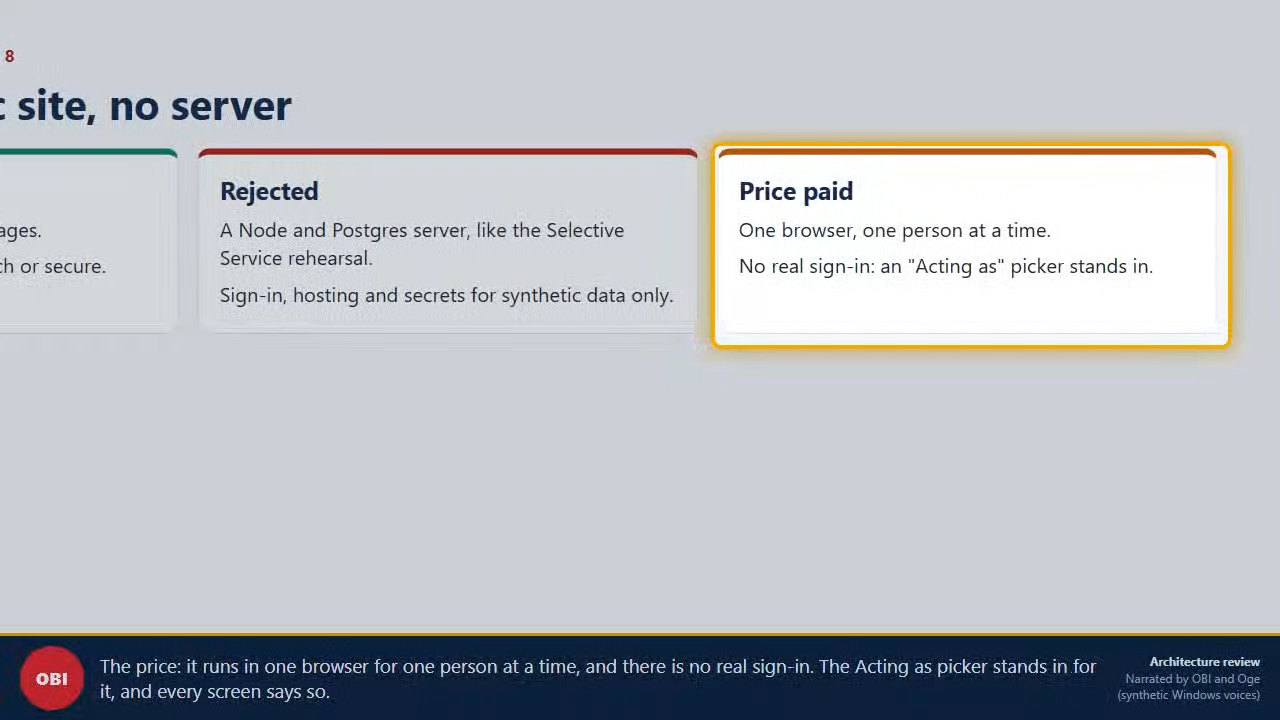 8
site, no server
ages.
or secure.
Rejected
A Node and Postgres server, like the Selective
Service rehearsal.
Sign-in, hosting and secrets for synthetic data only.
Price paid
One browser, one person at a time.
No real sign-in: an "Acting as" picker stands in.
OBI
The price: it runs in one browser for one person at a time, and there is no real sign-in. The Acting as picker stands in for
it, and every screen says so.
Architecture review
Narrated by OBI and Oge
(synthetic Windows voices)